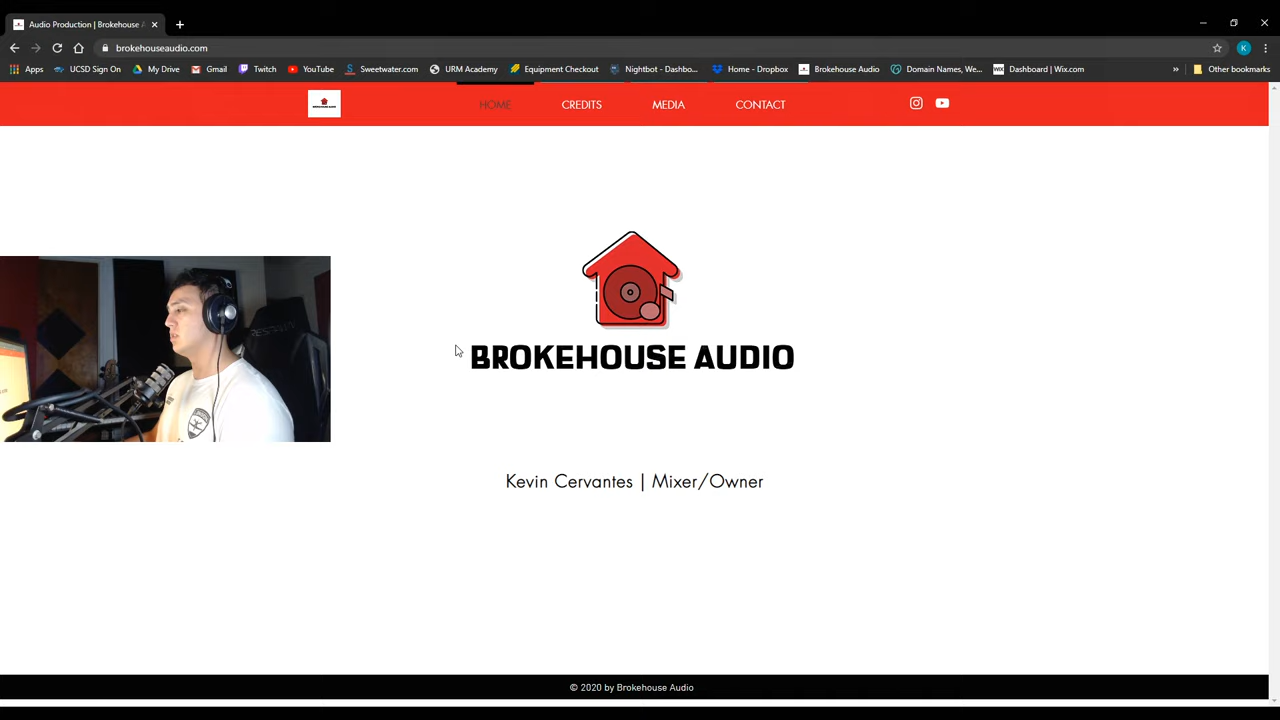 Audio Production | Brokehouse A
brokehouseaudio.com
K
Apps
UCSD Sign On
My Drive
Gmail
Twitch
YouTube
Sweetwater.com
URM Academy
Equipment Checkout
Nightbot - Dashbo...
Home - Dropbox
Brokehouse Audio
Domain Names, We...
WIX
Dashboard | Wix.com
»
Other bookmarks
HOME
CREDITS
MEDIA
CONTACT
BROKEHOUSE AUDIO
Kevin Cervantes | Mixer/Owner
© 2020 by Brokehouse Audio